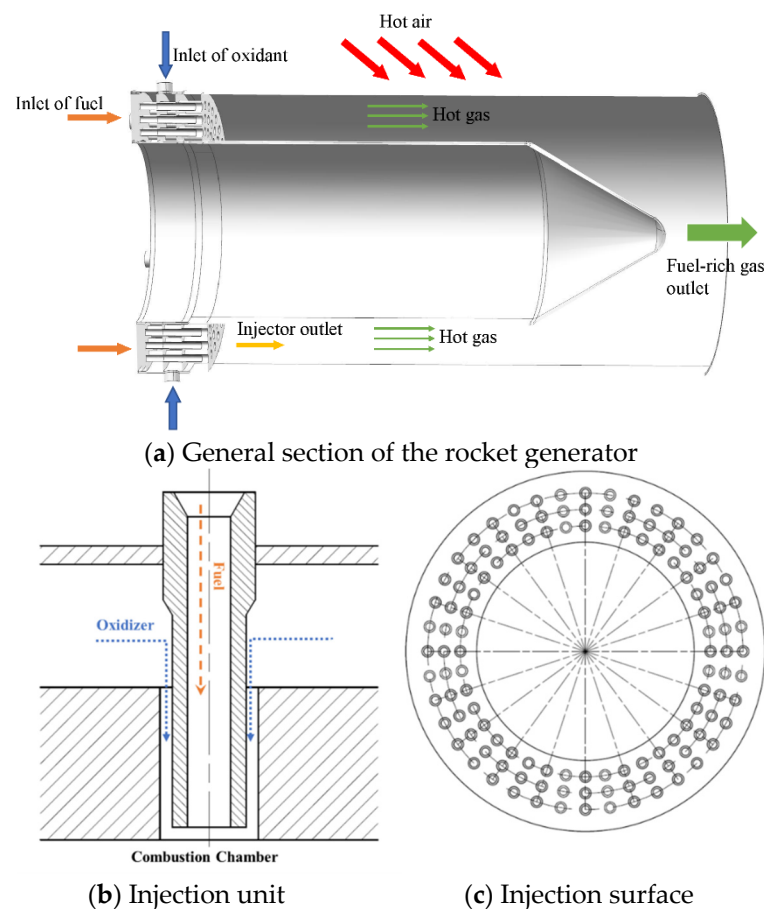 Hot air
Inlet of oxidant
Inlet of fuel
Hot gas
Fuel-rich gas
outlet
Injector outlet
Hot gas
(a) General section of the rocket generator
Fuel
Oxidizer
Combustion Chamber
(b) Injection unit
(c) Injection surface